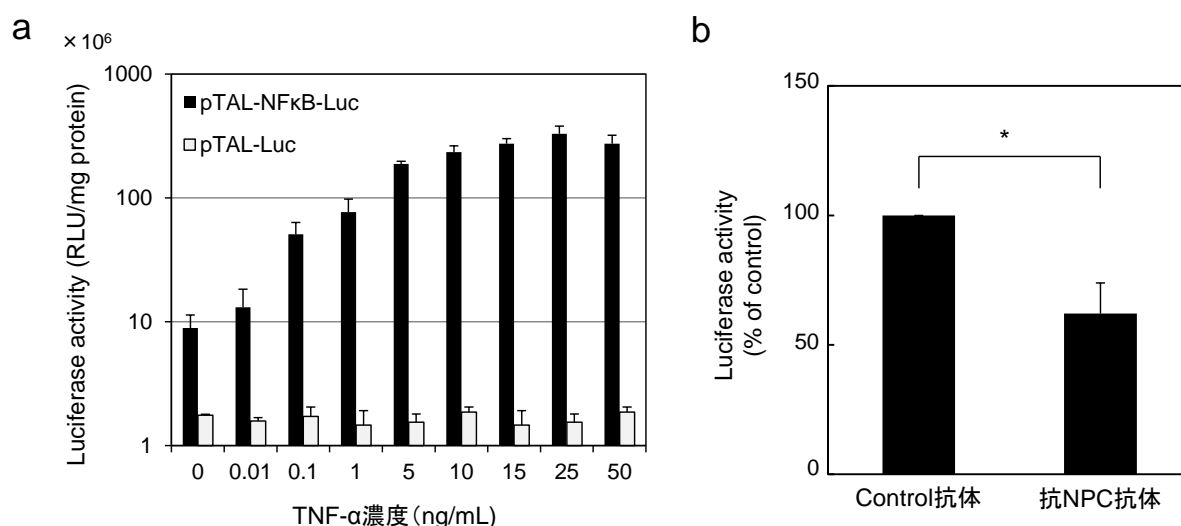 a
× 10⁶
Luciferase activity (RLU/mg protein)
1000
100
10
1
pTAL-NFκB-Luc
pTAL-Luc
0 0.01 0.1 1 5 10 15 25 50
TNF-α濃度(ng/mL)
b
Luciferase activity
(% of control)
150
100
50
0
*
Control抗体 抗NPC抗体